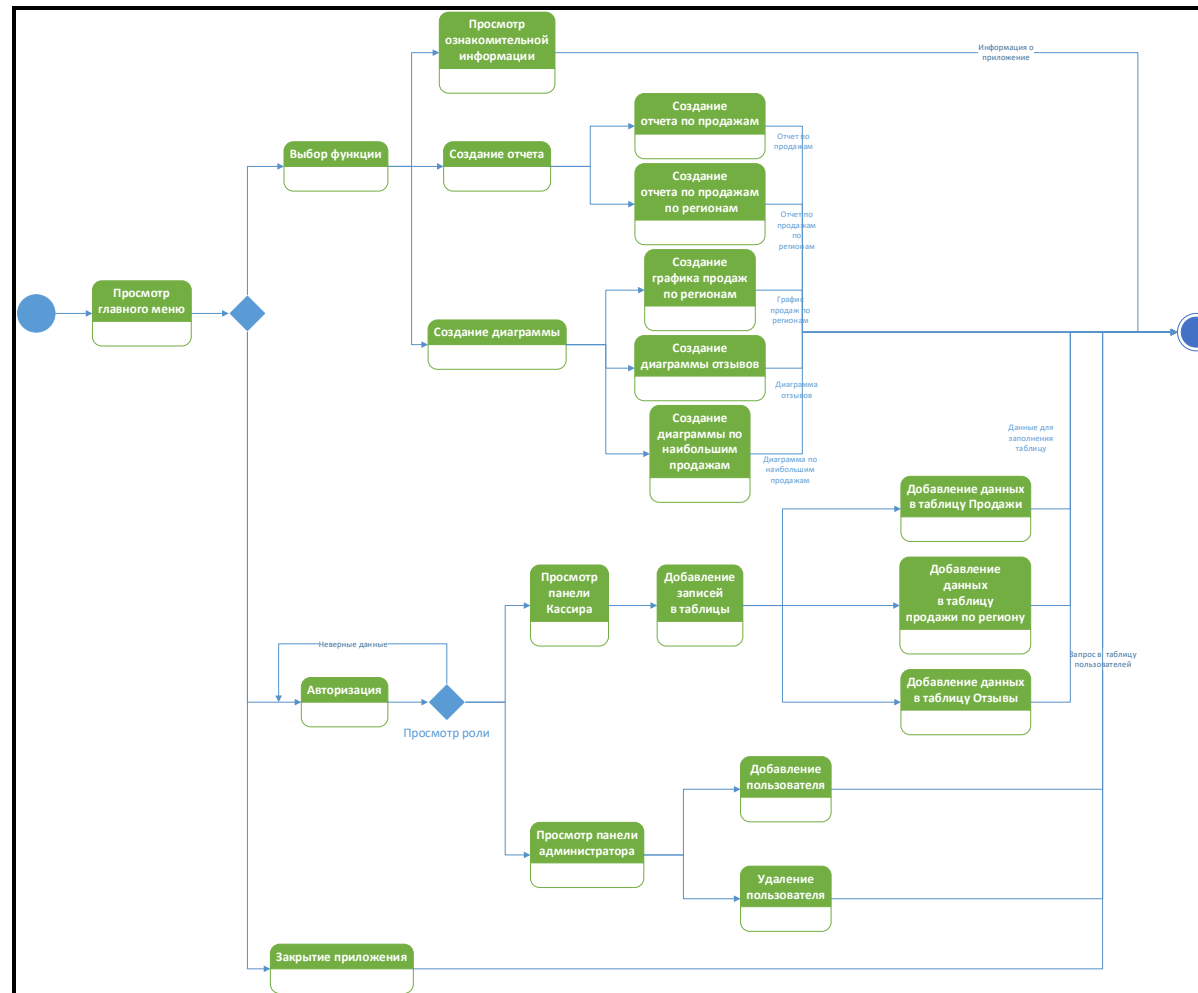 Просмотр
ознакомительной
информации
Информация о
приложение
Создание
отчета по продажам
Отчет по
продажам
Выбор функции
Создание отчета
Создание
отчета по продажам
по регионам
Отчет по
продажам
по
регионам
Создание
графика продаж
по регионам
Просмотр
главного меню
График
продаж по
регионам
Создание диаграммы
Создание
диаграммы отзывов
Диаграмма
отзывов
Создание
диаграммы по
наибольшим
продажам
Диаграмма по
наибольшим
продажам
Данные для
заполнения
таблицу
Добавление данных
в таблицу Продажи
Просмотр
панели
Кассира
Добавление
записей
в таблицы
Добавление
данных
в таблицу
продажи по региону
Неверные данные
Запрос в таблицу
пользователей
Авторизация
Просмотр роли
Добавление данных
в таблицу Отзывы
Добавление
пользователя
Просмотр панели
администратора
Удаление
пользователя
Закрытие приложения